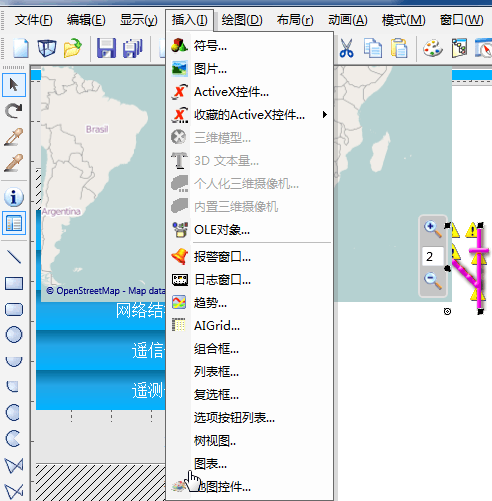 文件(F) 编辑(E) 显示(y) 插入(I) 绘图(D) 布局(r) 动画(A) 模式(M) 窗口(W)
符号...
图片...
ActiveX控件...
收藏的ActiveX控件...
三维模型...
3D 文本量...
个人化三维摄像机...
内置三维摄像机
OLE对象...
报警窗口...
日志窗口...
趋势...
AIGrid...
组合框...
列表框...
复选框...
选项按钮列表...
树视图..
图表...
地图控件...
Brasil
Argentina
© OpenStreetMap - Map data
网络结
遥信
遥测
2